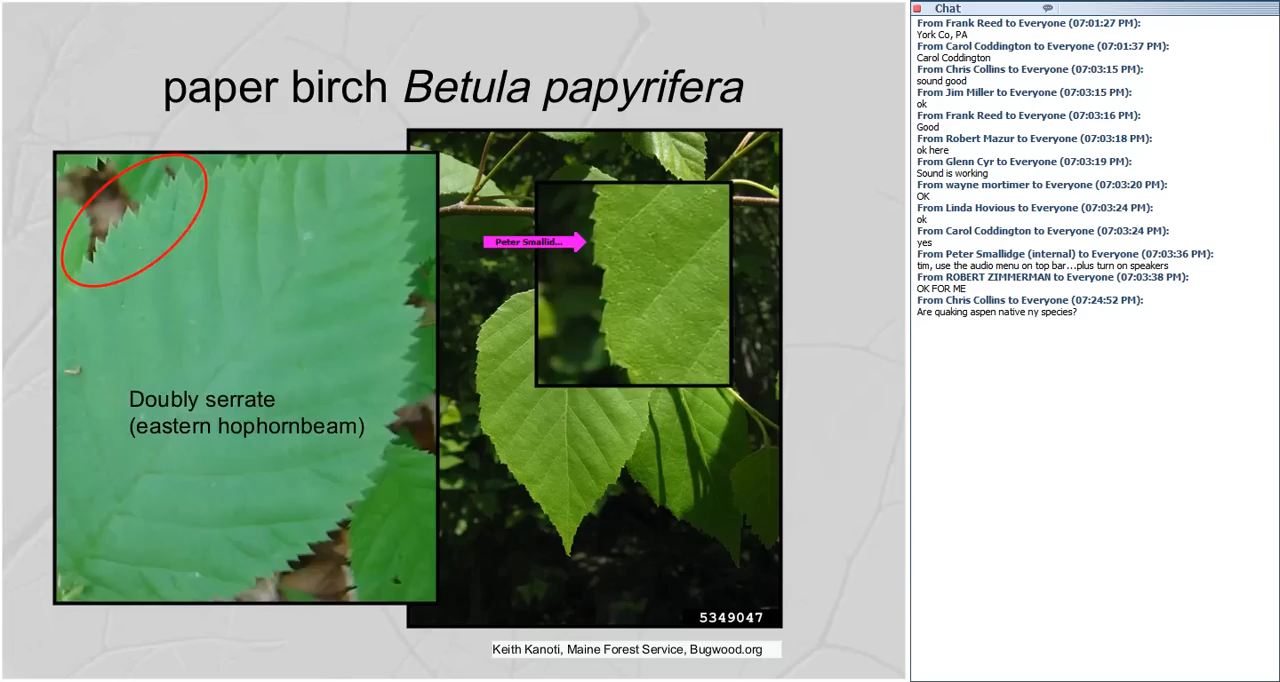 paper birch Betula papyrifera
Peter Smallid...
Doubly serrate
(eastern hophornbeam)
5349047
Keith Kanoti, Maine Forest Service, Bugwood.org
Chat
From Frank Reed to Everyone (07:01:27 PM):
York Co, PA
From Carol Coddington to Everyone (07:01:37 PM):
Carol Coddington
From Chris Collins to Everyone (07:03:15 PM):
sound good
From Jim Miller to Everyone (07:03:15 PM):
ok
From Frank Reed to Everyone (07:03:16 PM):
Good
From Robert Mazur to Everyone (07:03:18 PM):
ok here
From Glenn Cyr to Everyone (07:03:19 PM):
Sound is working
From wayne mortimer to Everyone (07:03:20 PM):
OK
From Linda Hovious to Everyone (07:03:24 PM):
ok
From Carol Coddington to Everyone (07:03:24 PM):
yes
From Peter Smallidge (internal) to Everyone (07:03:36 PM):
tim, use the audio menu on top bar...plus turn on speakers
From ROBERT ZIMMERMAN to Everyone (07:03:38 PM):
OK FOR ME
From Chris Collins to Everyone (07:24:52 PM):
Are quaking aspen native ny species?